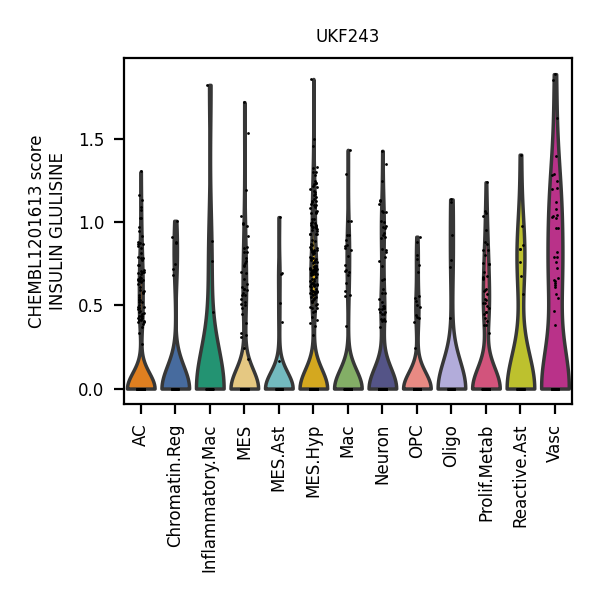 UKF243
CHEMBL1201613 score
INSULIN GLULISINE
1.5
1.0
0.5
0.0
AC
Chromatin.Reg
Inflammatory.Mac
MES
MES.Ast
MES.Hyp
Mac
Neuron
OPC
Oligo
Prolif.Metab
Reactive.Ast
Vasc